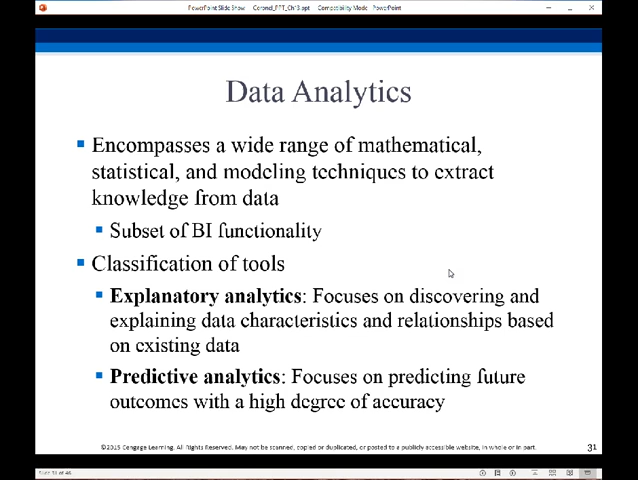 PowerPoint Slide Show Coronel_PPT_Ch13.ppt Compatibility Mode PowerPoint
Data Analytics
Encompasses a wide range of mathematical,
statistical, and modeling techniques to extract
knowledge from data
Subset of BI functionality
Classification of tools
Explanatory analytics: Focuses on discovering and
explaining data characteristics and relationships based
on existing data
Predictive analytics: Focuses on predicting future
outcomes with a high degree of accuracy
©2015 Cengage Learning. All Rights Reserved. May not be scanned, copied or duplicated, or posted to a publicly accessible website, in whole or in part.
31